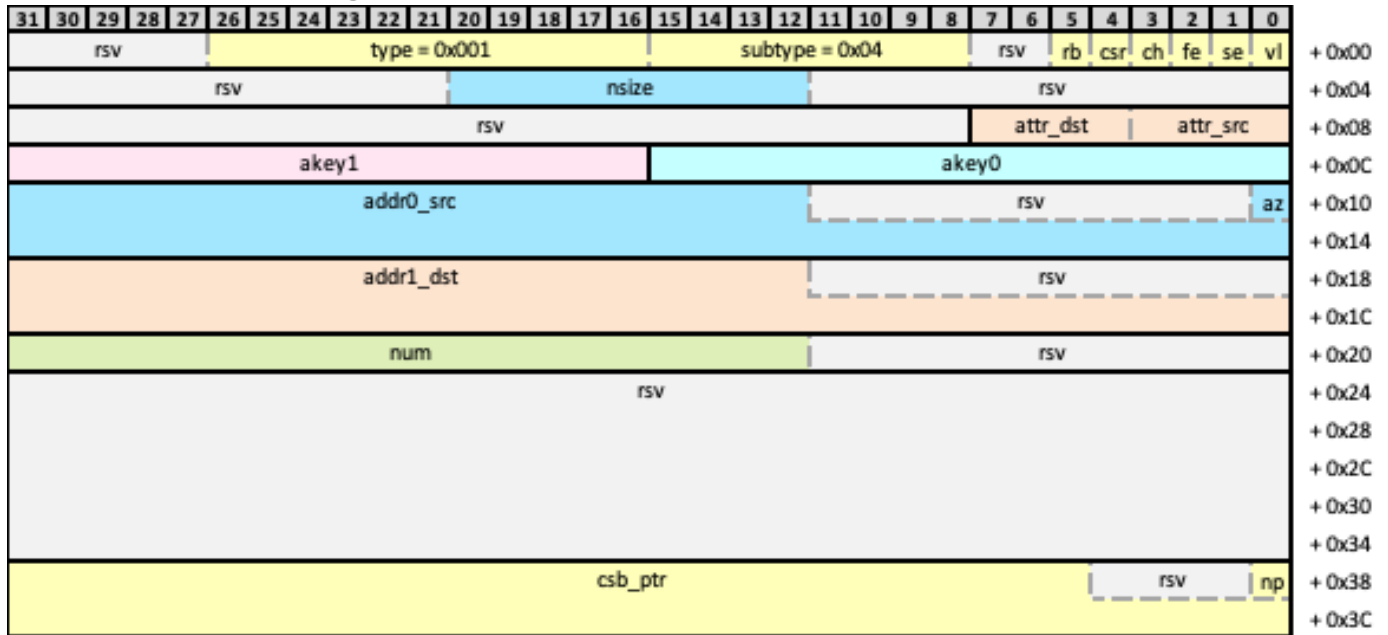 31 30 29 28 27 26 25 24 23 22 21 20 19 18 17 16 15 14 13 12 11 10 9 8 7 6 5 4 3 2 1 0
rsv type = 0x001 subtype = 0x04 rsv rb csr ch fe se vl + 0x00
rsv nsize rsv + 0x04
rsv attr_dst attr_src + 0x08
akey1 akey0 + 0x0C
addr0_src rsv az + 0x10
+ 0x14
addr1_dst rsv + 0x18
+ 0x1C
num rsv + 0x20
rsv + 0x24
+ 0x28
+ 0x2C
+ 0x30
+ 0x34
csb_ptr rsv np + 0x38
+ 0x3C